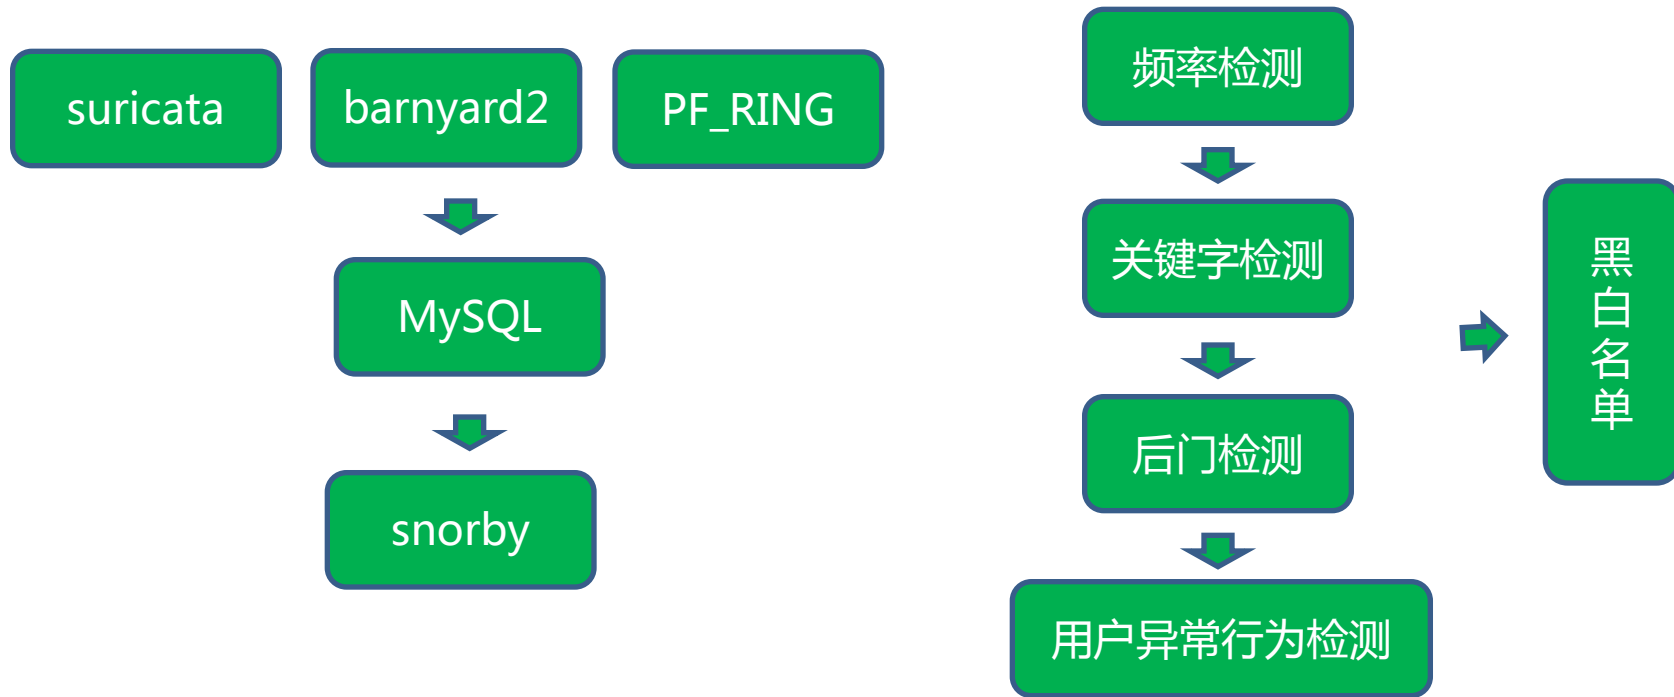 suricata
barnyard2
PF_RING
MySQL
snorby
频率检测
关键字检测
后门检测
用户异常行为检测
黑
白
名
单